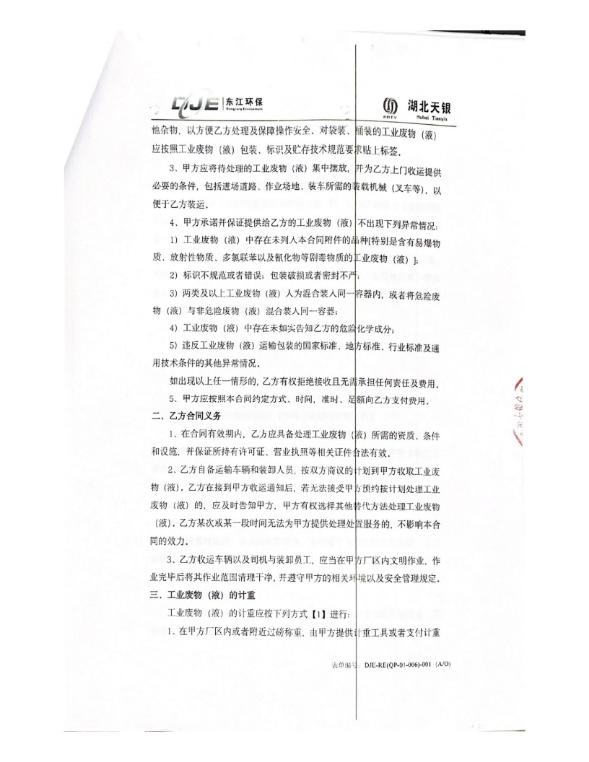 DJE 东江环保
湖北天银
Hubei Tianyin
他杂物，以方便乙方处理及保障操作安全。对袋装、桶装的工业废物（液）
应按照工业废物（液）包装、标识及贮存技术规范要求贴上标签。
3、甲方应将待处理的工业废物（液）集中摆放，并为乙方上门收运提供
必要的条件，包括进场道路、作业场地、装车所需的装载机械（叉车等），以
便于乙方装运。
4、甲方承诺并保证提供给乙方的工业废物（液）不出现下列异常情况：
1）工业废物（液）中存在未列入本合同附件的品种[特别是含有易爆物
质、放射性物质、多氯联苯以及氰化物等剧毒物质的工业废物（液）]；
2）标识不规范或者错误；包装破损或者密封不严；
3）两类及以上工业废物（液）人为混合装入同一容器内，或者将危险废
物（液）与非危险废物（液）混合装入同一容器；
4）工业废物（液）中存在未如实告知乙方的危险化学成分；
5）违反工业废物（液）运输包装的国家标准、地方标准、行业标准及通
用技术条件的其他异常情况。
如出现以上任一情形的，乙方有权拒绝接收且无需承担任何责任及费用。
5、甲方应按照本合同约定方式、时间，准时、足额向乙方支付费用。
二、乙方合同义务
1、在合同有效期内，乙方应具备处理工业废物（液）所需的资质、条件
和设施，并保证所持有许可证、营业执照等相关证件合法有效。
2、乙方自备运输车辆和装卸人员，按双方商议的计划到甲方收取工业废
物（液）。乙方在接到甲方收运通知后，若无法接受甲方预约按计划处理工业
废物（液）的，应及时告知甲方，甲方有权选择其他替代方法处理工业废物
（液）。乙方某次或某一段时间无法为甲方提供处理处置服务的，不影响本合
同的效力。
3、乙方收运车辆以及司机与装卸员工，应当在甲方厂区内文明作业，作
业完毕后将其作业范围清理干净，并遵守甲方的相关环境以及安全管理规定。
三、工业废物（液）的计重
工业废物（液）的计重应按下列方式【1】进行：
1、在甲方厂区内或者附近过磅称重，由甲方提供计重工具或者支付计重
表单编号：DJE-RE(QP-01-006)-001 (A/0)